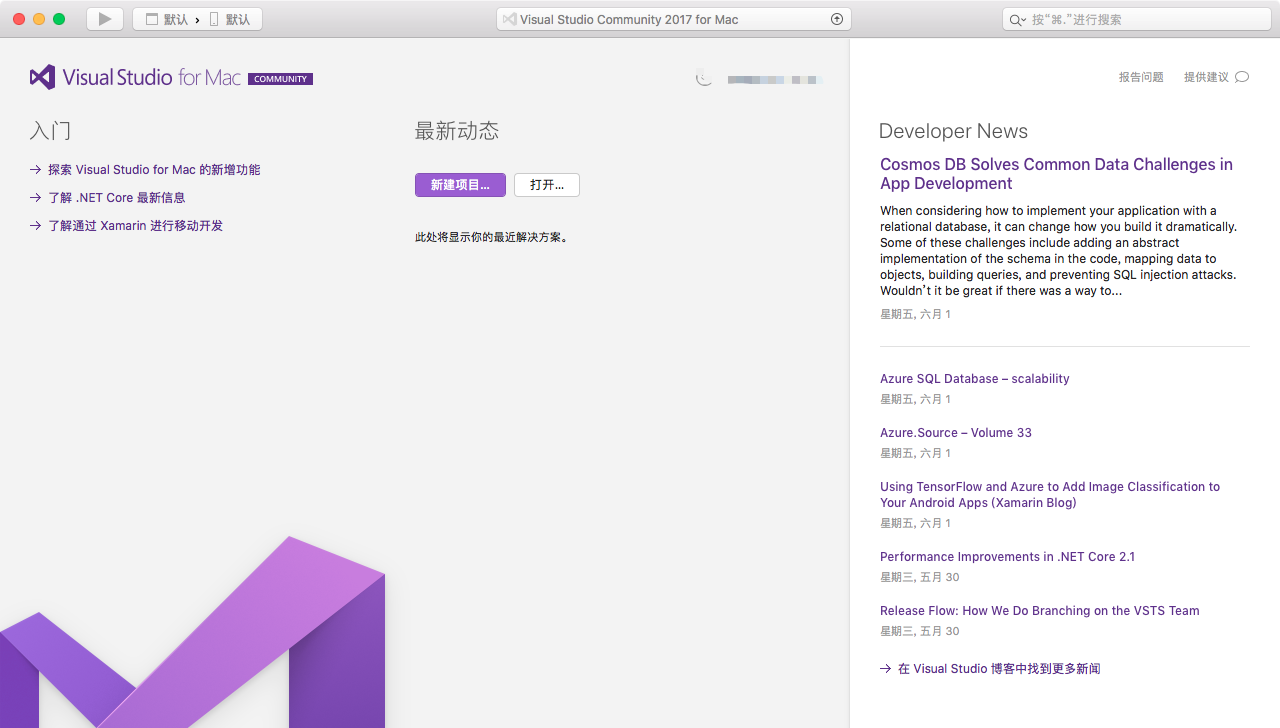 默认 › 默认
Visual Studio Community 2017 for Mac
按“⌘.”进行搜索
Visual Studio for Mac COMMUNITY
报告问题 提供建议
入门
探索 Visual Studio for Mac 的新增功能
了解 .NET Core 最新信息
了解通过 Xamarin 进行移动开发
最新动态
新建项目... 打开...
此处将显示你的最近解决方案。
Developer News
Cosmos DB Solves Common Data Challenges in
App Development
When considering how to implement your application with a
relational database, it can change how you build it dramatically.
Some of these challenges include adding an abstract
implementation of the schema in the code, mapping data to
objects, building queries, and preventing SQL injection attacks.
Wouldn’t it be great if there was a way to...
星期五, 六月 1
Azure SQL Database – scalability
星期五, 六月 1
Azure.Source – Volume 33
星期五, 六月 1
Using TensorFlow and Azure to Add Image Classification to
Your Android Apps (Xamarin Blog)
星期五, 六月 1
Performance Improvements in .NET Core 2.1
星期三, 五月 30
Release Flow: How We Do Branching on the VSTS Team
星期三, 五月 30
在 Visual Studio 博客中找到更多新闻